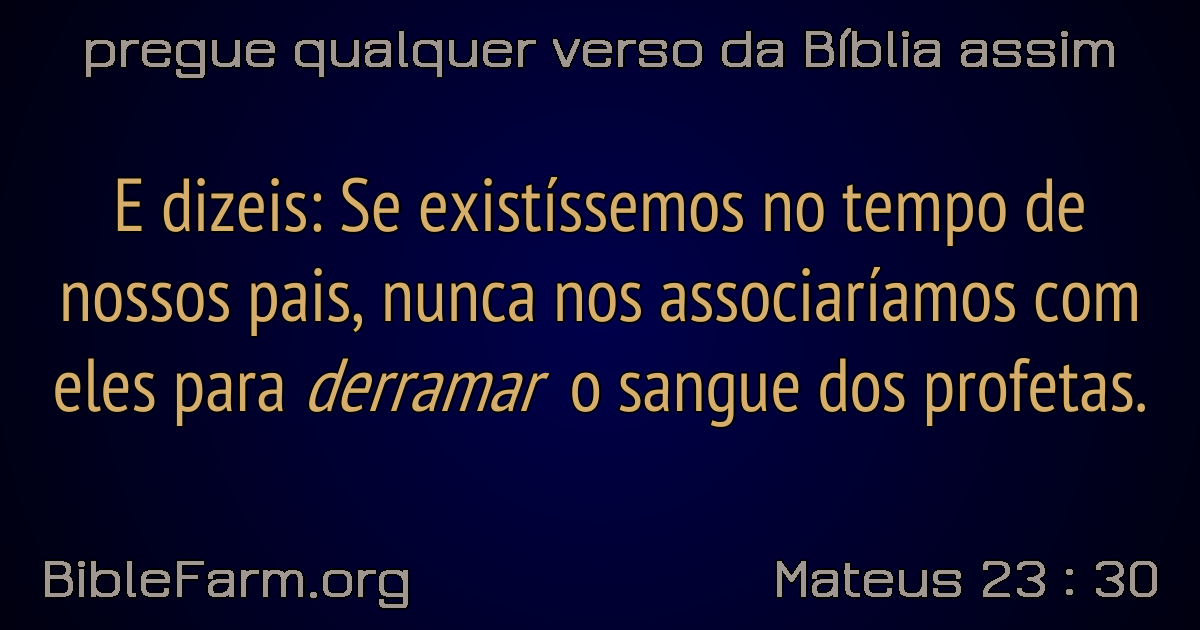 pregue qualquer verso da Bíblia assim
E dizeis: Se existíssemos no tempo de
nossos pais, nunca nos associaríamos com
eles para derramar o sangue dos profetas.
BibleFarm.org
Mateus 23 : 30